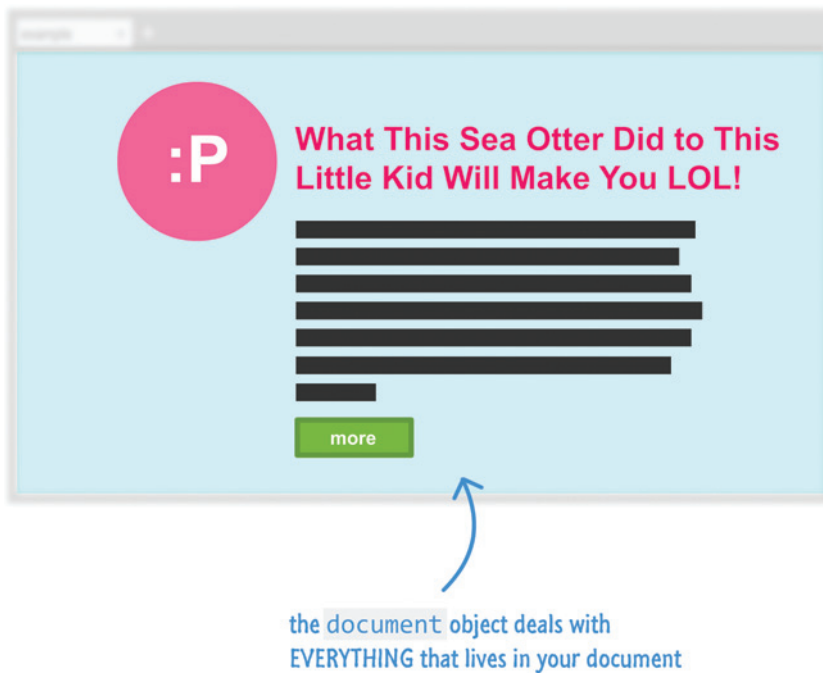 example
:P
What This Sea Otter Did to This
Little Kid Will Make You LOL!
more
the document object deals with
EVERYTHING that lives in your document